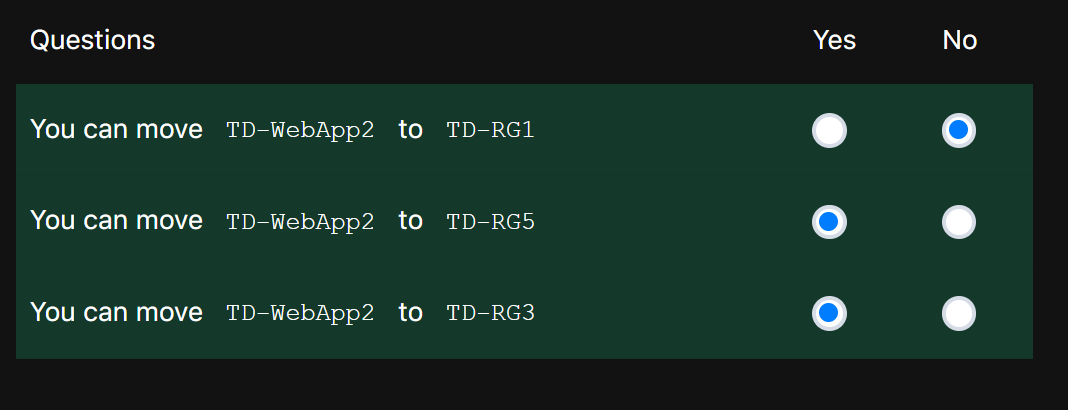 Questions Yes No
You can move TD-WebApp2 to TD-RG1
You can move TD-WebApp2 to TD-RG5
You can move TD-WebApp2 to TD-RG3